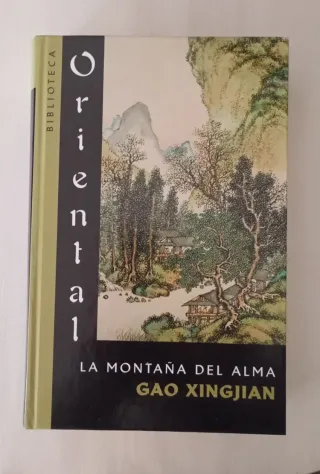 BIBLIOTECA
Oriental
LA MONTAÑA DEL ALMA
GAO XINGJIAN